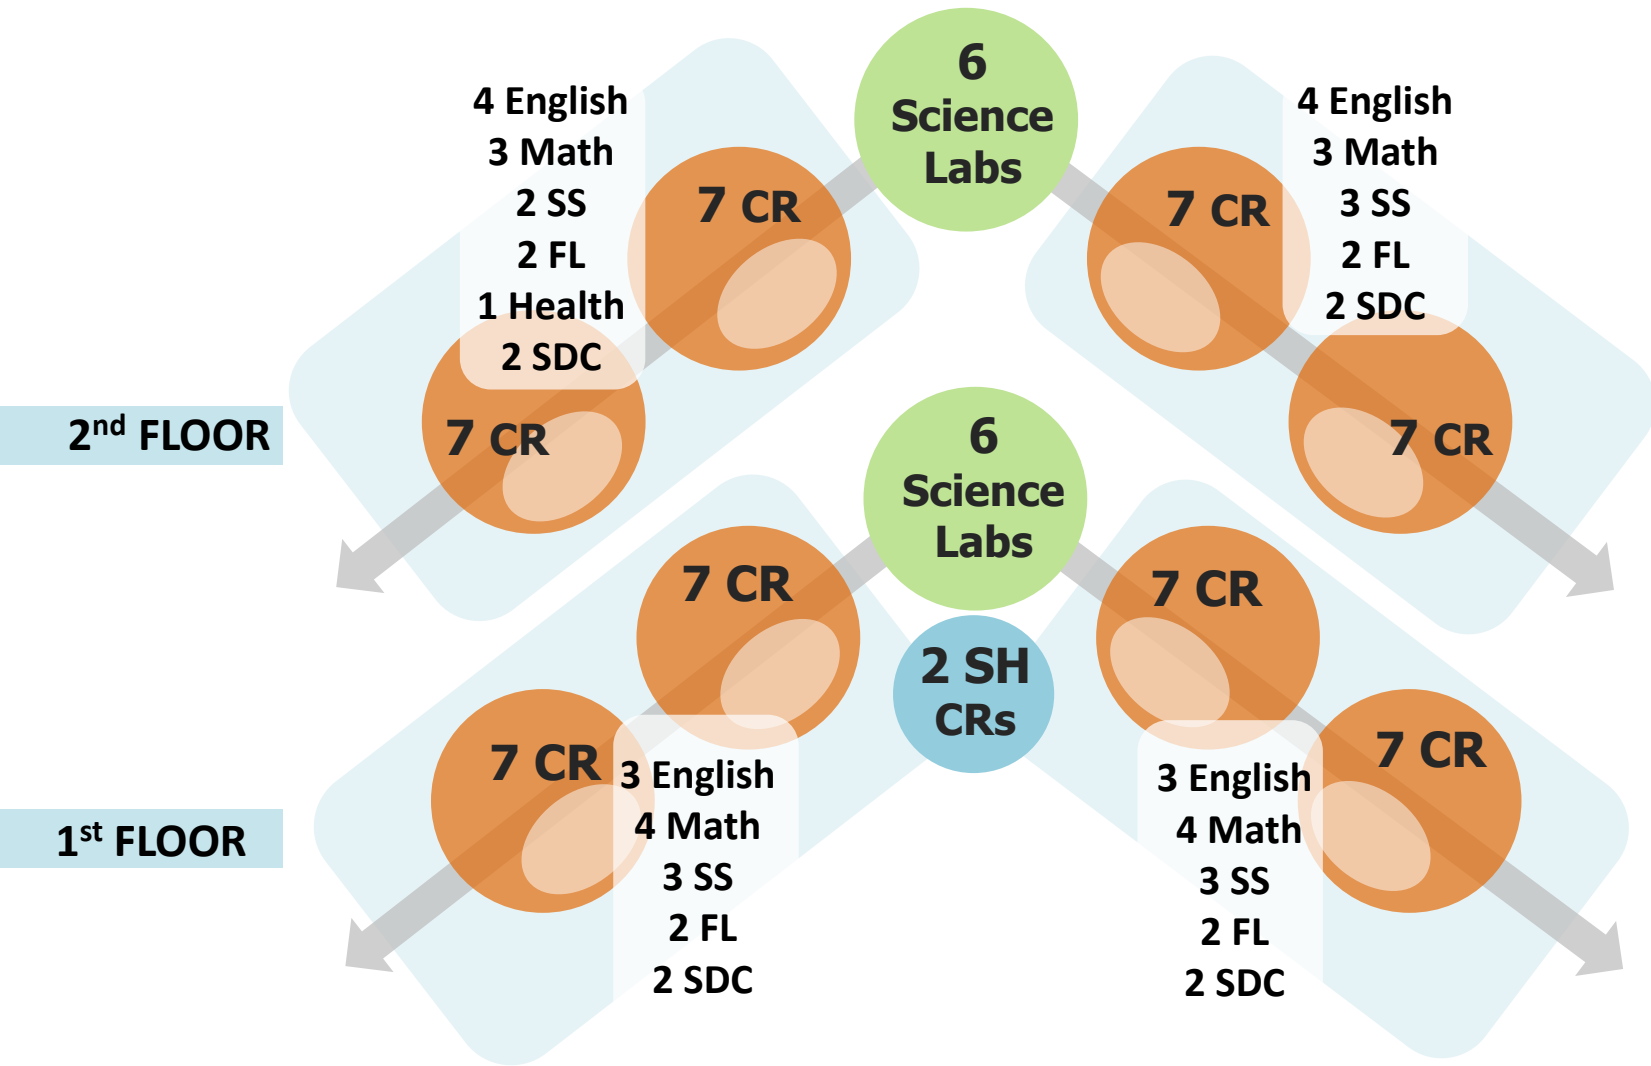 6
Science
Labs
4 English
3 Math
2 SS
2 FL
1 Health
2 SDC
7 CR
7 CR
4 English
3 Math
3 SS
2 FL
2 SDC
7 CR
7 CR
2nd FLOOR
6
Science
Labs
2 SH
CRs
7 CR
7 CR
3 English
4 Math
3 SS
2 FL
2 SDC
7 CR
7 CR
3 English
4 Math
3 SS
2 FL
2 SDC
1st FLOOR